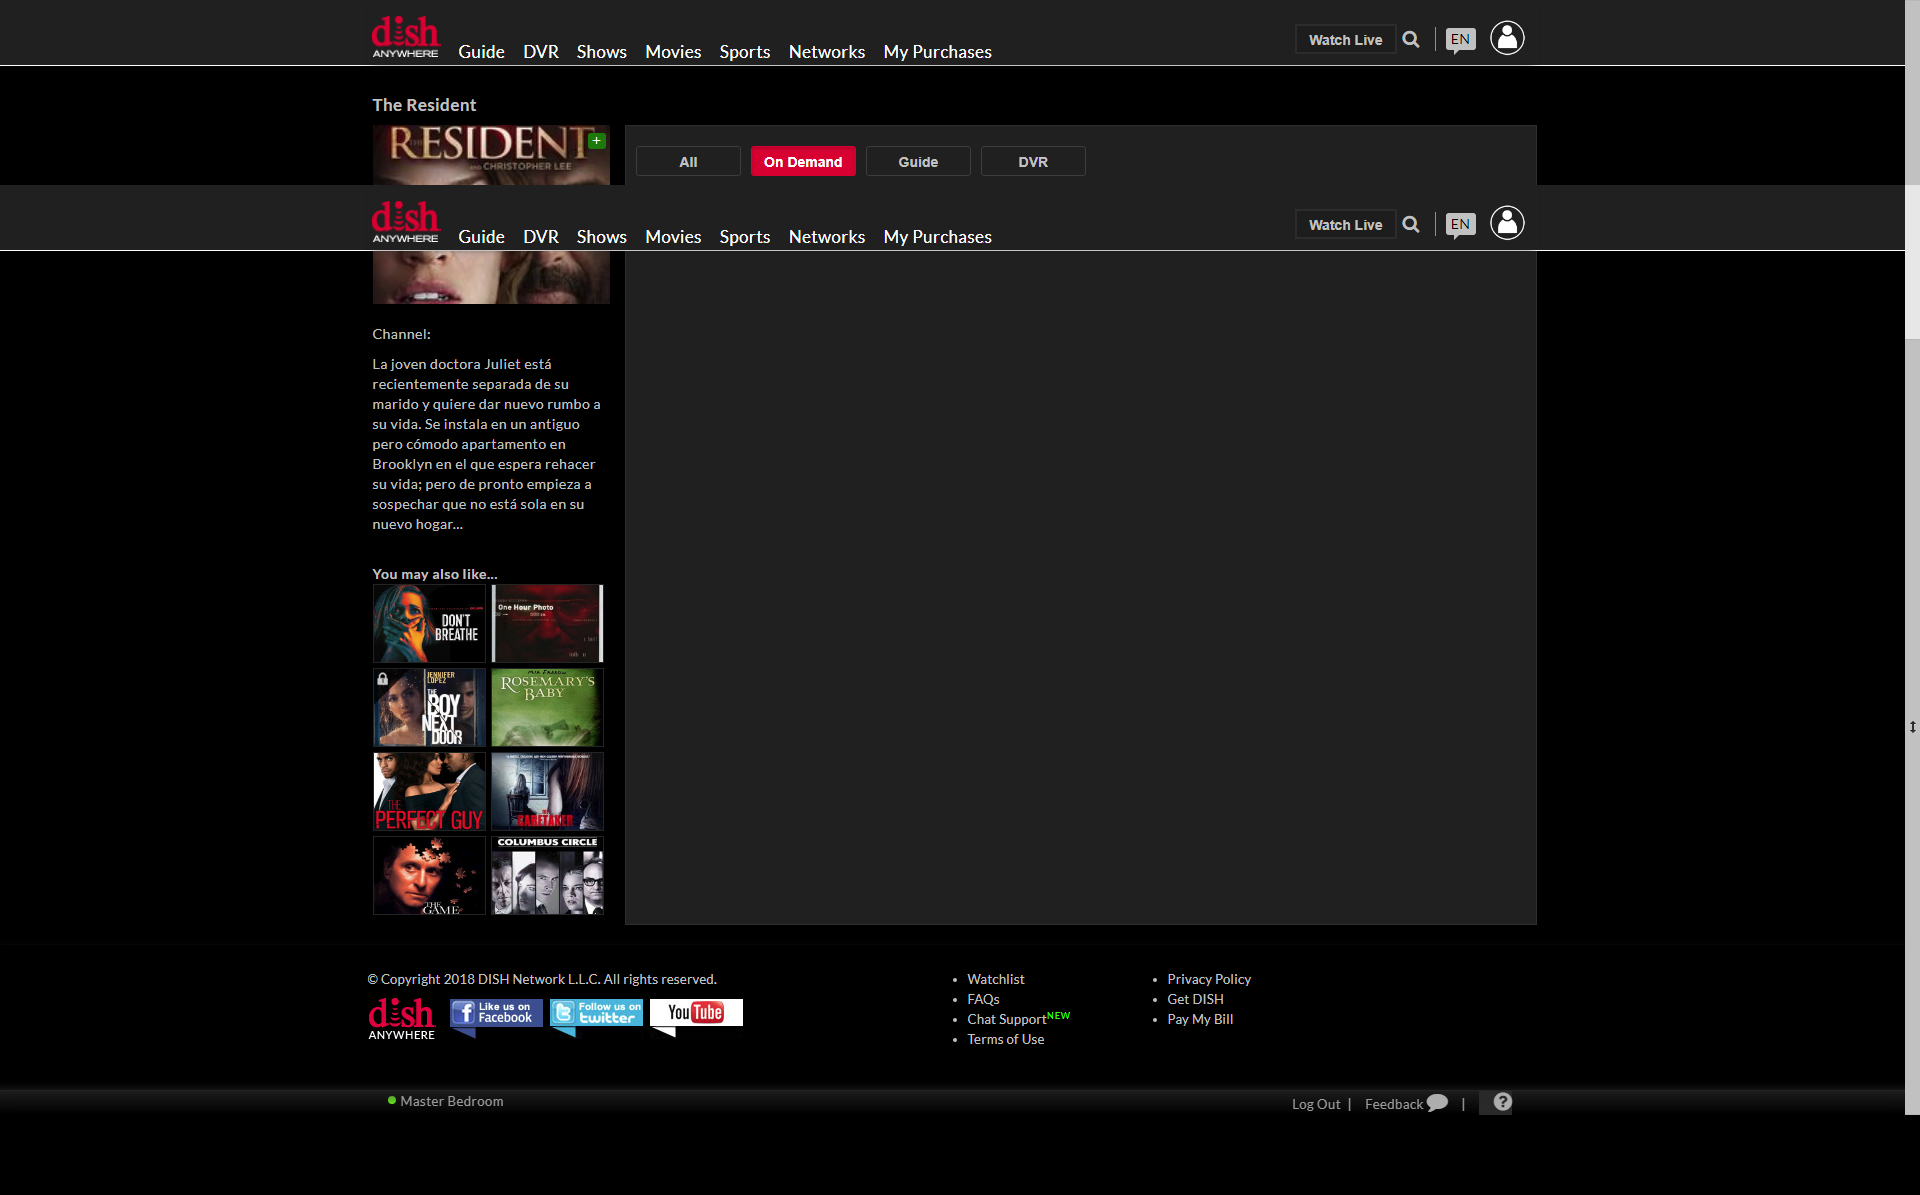 dish
ANYWHERE
Guide DVR Shows Movies Sports Networks My Purchases
Watch Live
EN
The Resident
THE RESIDENT
AND CHRISTOPHER LEE
+
All On Demand Guide DVR
dish
ANYWHERE
Guide DVR Shows Movies Sports Networks My Purchases
Watch Live
EN
Channel:
La joven doctora Juliet está
recientemente separada de su
marido y quiere dar nuevo rumbo a
su vida. Se instala en un antiguo
pero cómodo apartamento en
Brooklyn en el que espera rehacer
su vida; pero de pronto empieza a
sospechar que no está sola en su
nuevo hogar...
You may also like...
DON'T
BREATHE
One Hour Photo
JENNIFER
LOPEZ
THE
BOY
NEXT
DOOR
MIA FARROW
ROSEMARY'S
BABY
THE
PERFECT GUY
THE
CARETAKER
THE
GAME
COLUMBUS CIRCLE
© Copyright 2018 DISH Network L.L.C. All rights reserved.
dish
ANYWHERE
Like us on
Facebook
Follow us on
twitter
YouTube
• Watchlist
• FAQs
• Chat Support NEW
• Terms of Use
• Privacy Policy
• Get DISH
• Pay My Bill
Master Bedroom
Log Out | Feedback | ?